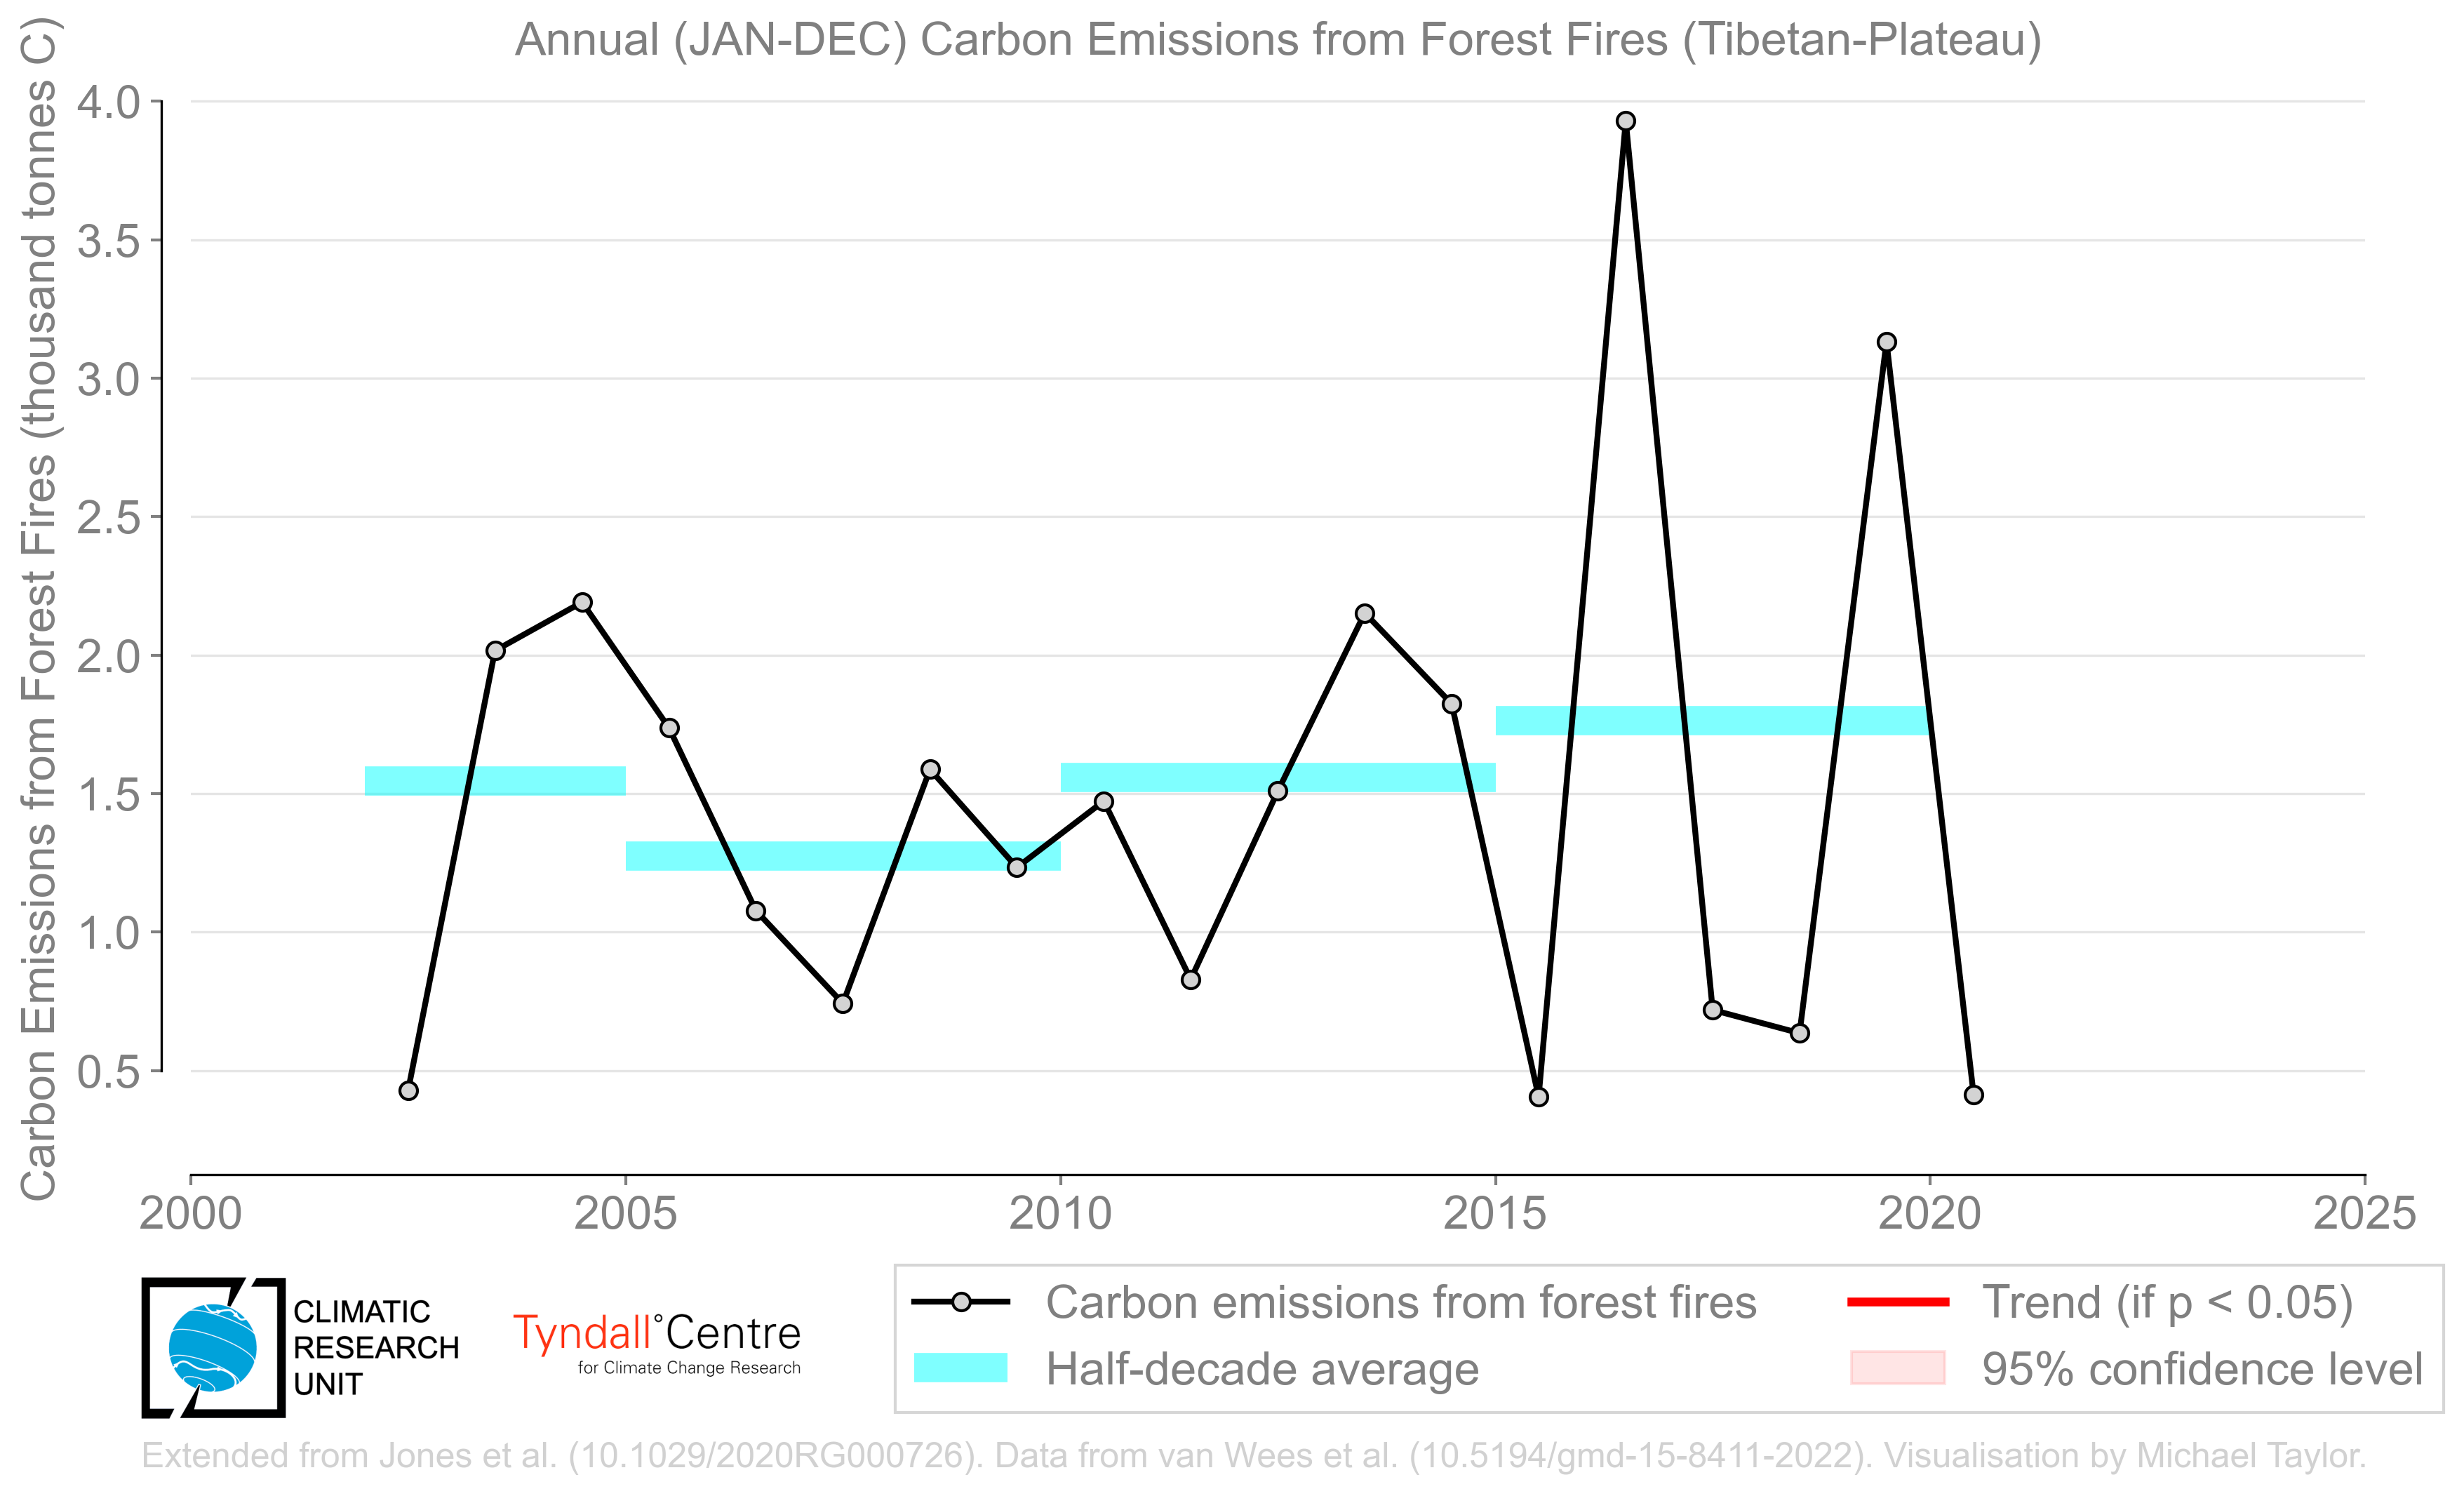 Annual (JAN-DEC) Carbon Emissions from Forest Fires (Tibetan-Plateau)
Carbon Emissions from Forest Fires (thousand tonnes C)
4.0
3.5
3.0
2.5
2.0
1.5
1.0
0.5
2000 2005 2010 2015 2020 2025
CLIMATIC
RESEARCH
UNIT
Tyndall°Centre
for Climate Change Research
Carbon emissions from forest fires
Half-decade average
Trend (if p < 0.05)
95% confidence level
Extended from Jones et al. (10.1029/2020RG000726). Data from van Wees et al. (10.5194/gmd-15-8411-2022). Visualisation by Michael Taylor.